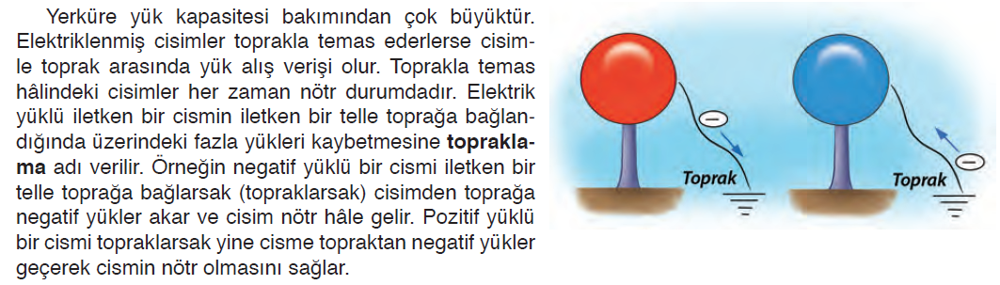 Yerküre yük kapasitesi bakımından çok büyüktür.
Elektriklenmiş cisimler toprakla temas ederlerse cisim-
le toprak arasında yük alış verişi olur. Toprakla temas
hâlindeki cisimler her zaman nötr durumdadır. Elektrik
yüklü iletken bir cismin iletken bir telle toprağa bağlan-
dığında üzerindeki fazla yükleri kaybetmesine toprakla-
ma adı verilir. Örneğin negatif yüklü bir cismi iletken bir
telle toprağa bağlarsak (topraklarsak) cisimden toprağa
negatif yükler akar ve cisim nötr hâle gelir. Pozitif yüklü
bir cismi topraklarsak yine cisme topraktan negatif yükler
geçerek cismin nötr olmasını sağlar.
−
Toprak
−
Toprak